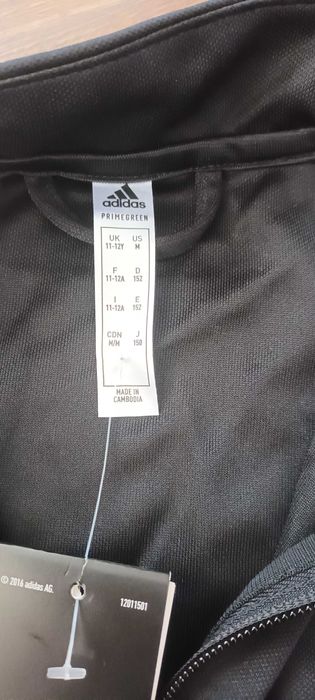 adidas
PRIMEGREEN
UK US
11-12Y M
F D
11-12A 152
I E
11-12A 152
CDN J
M/M 150
MADE IN
CAMBODIA
© 2016 adidas AG.
12011501